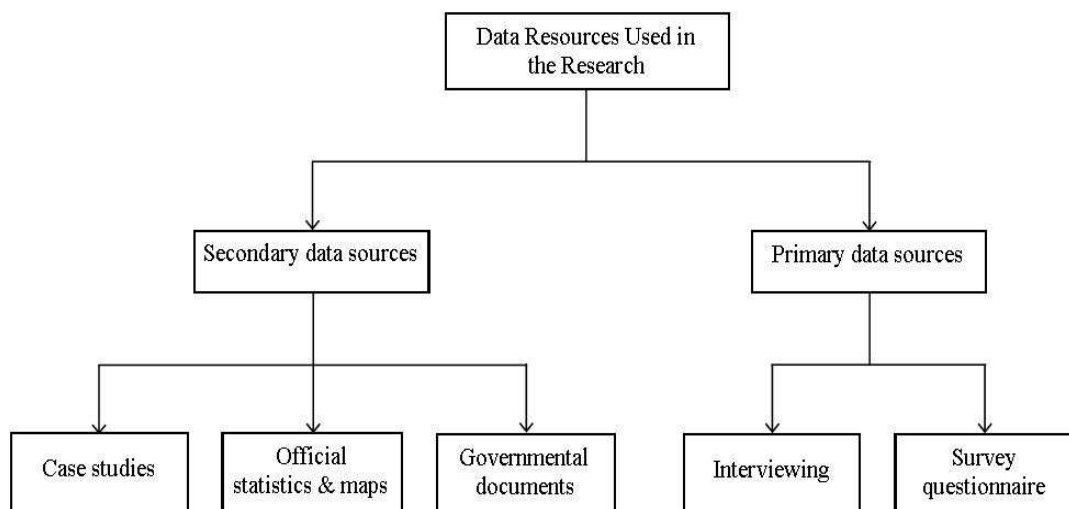 Data Resources Used in
the Research
Secondary data sources
Primary data sources
Case studies
Official
statistics & maps
Governmental
documents
Interviewing
Survey
questionnaire